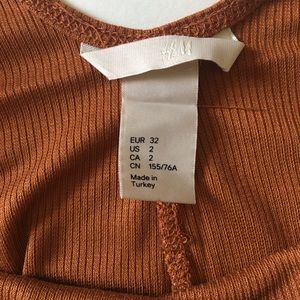 H&M
EUR 32
US 2
CA 2
CN 155/76A
Made in
Turkey